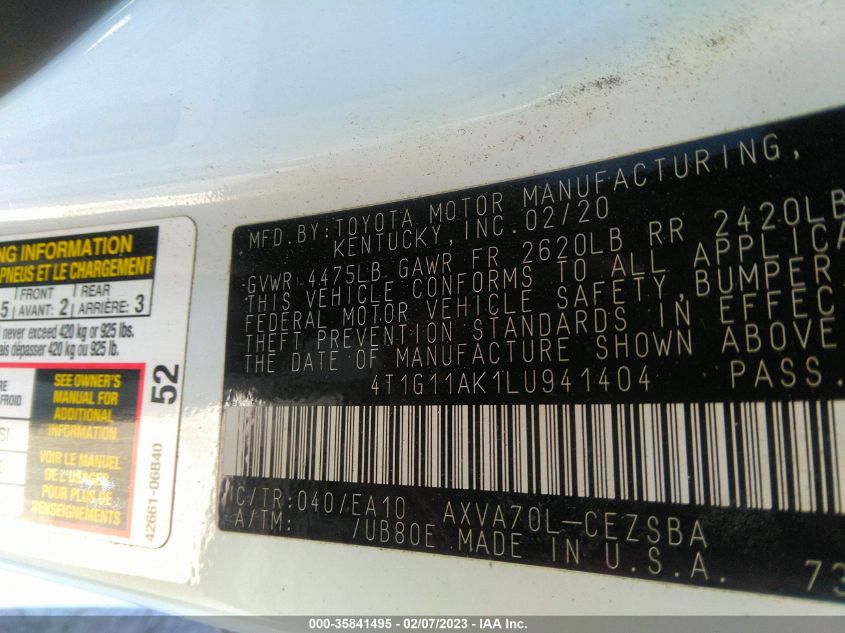 NG INFORMATION
PNEUS ET LE CHARGEMENT
5 FRONT AVANT: 2 REAR ARRIÈRE: 3
never exceed 420 kg or 925 lbs.
ais dépasser 420 kg ou 925 lb.
SEE OWNER'S
MANUAL FOR
ADDITIONAL
INFORMATION
VOIR LE MANUEL
DE L'USAGER
POUR PLUS DE
RENSEIGNEMENTS
52
42661-06B40
MFD. BY: TOYOTA MOTOR MANUFACTURING,
KENTUCKY, INC. 02/20
GVWR 4475LB GAWR FR 2620LB RR 2420LB
THIS VEHICLE CONFORMS TO ALL APPLICA
FEDERAL MOTOR VEHICLE SAFETY, BUMPER
THEFT PREVENTION STANDARDS IN EFFEC
THE DATE OF MANUFACTURE SHOWN ABOVE
4T1G11AK1LU941404 PASS.
C/TR: 040/EA10 AXVA70L-CEZSBA
A/TM: /UB80E MADE IN U.S.A. 73
000-35841495 - 02/07/2023 - IAA Inc.